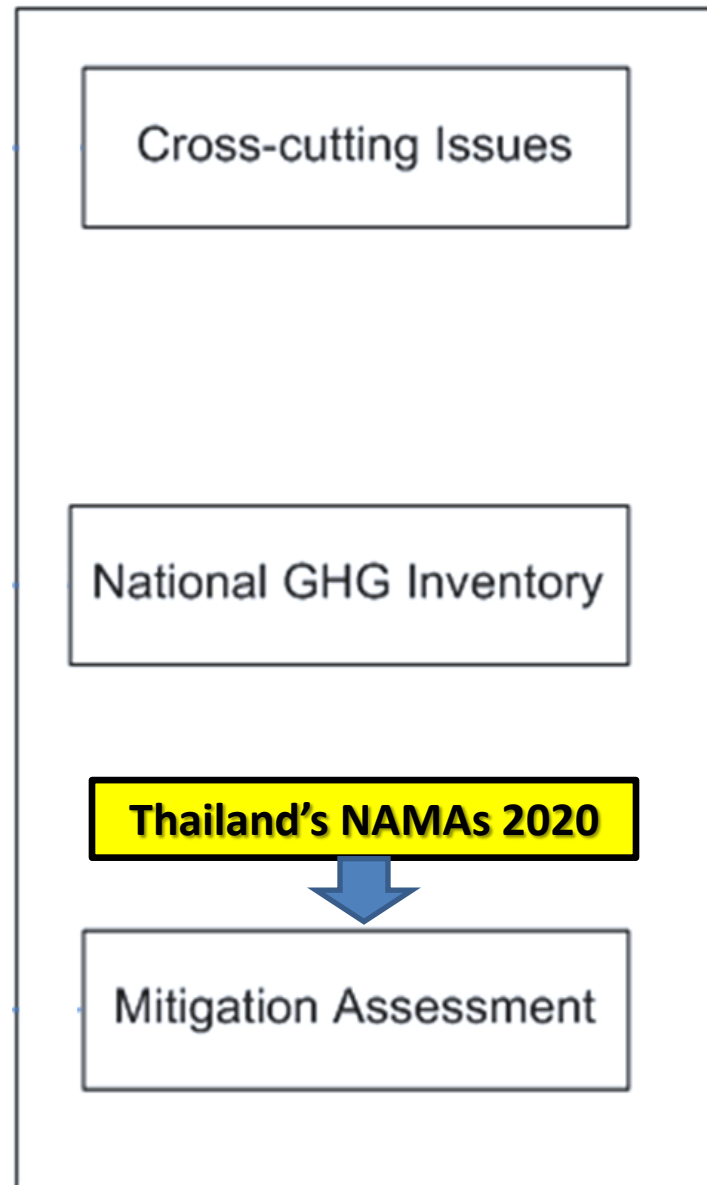 Cross-cutting Issues
National GHG Inventory
Thailand’s NAMAs 2020
Mitigation Assessment